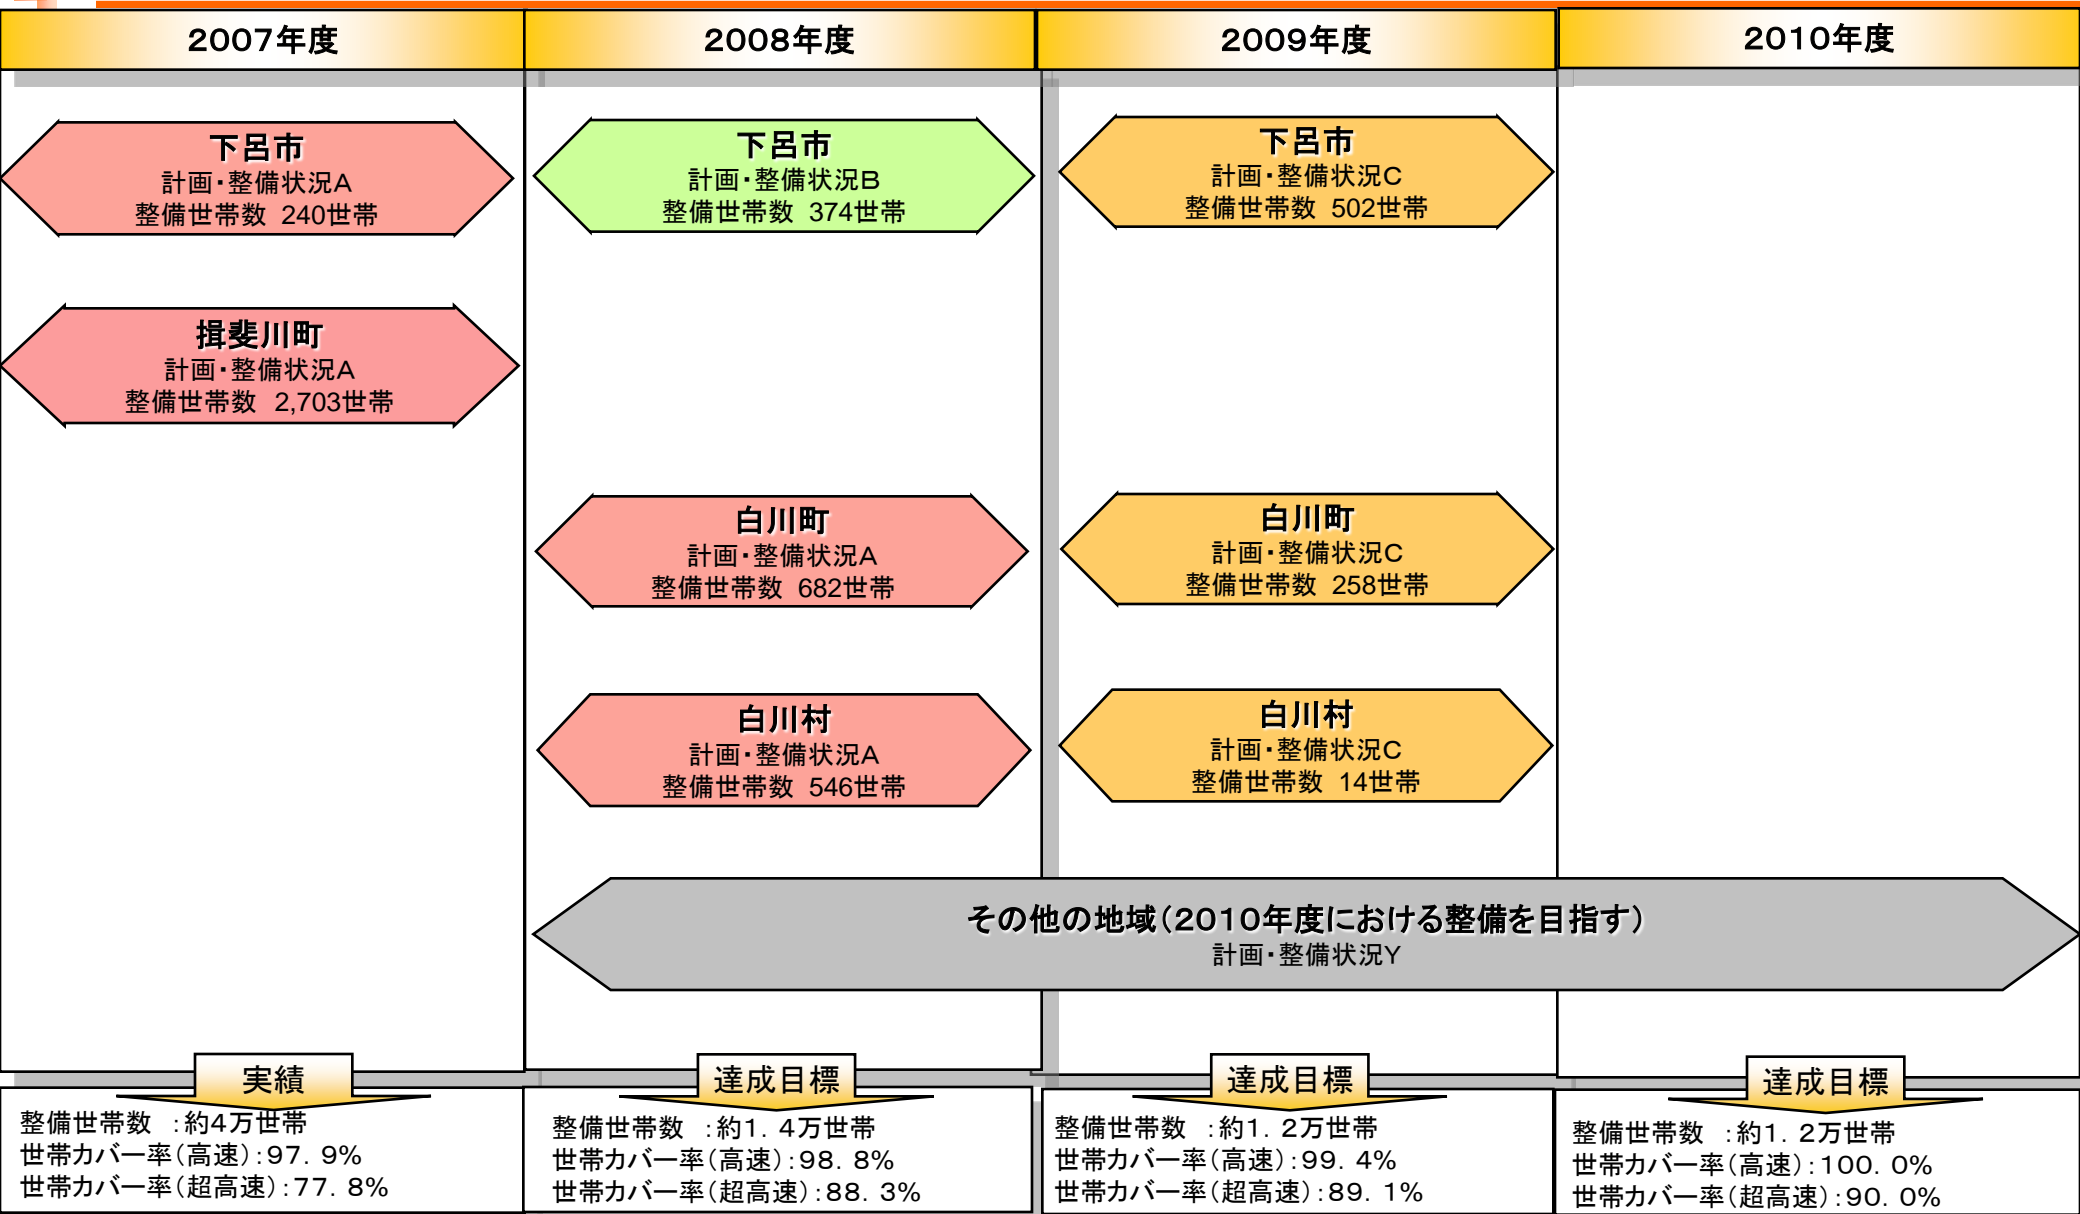 2007年度
2008年度
2009年度
2010年度
下呂市
計画・整備状況A
整備世帯数 240世帯
下呂市
計画・整備状況B
整備世帯数 374世帯
下呂市
計画・整備状況C
整備世帯数 502世帯
揖斐川町
計画・整備状況A
整備世帯数 2,703世帯
白川町
計画・整備状況A
整備世帯数 682世帯
白川町
計画・整備状況C
整備世帯数 258世帯
白川村
計画・整備状況A
整備世帯数 546世帯
白川村
計画・整備状況C
整備世帯数 14世帯
その他の地域(2010年度における整備を目指す)
計画・整備状況Y
実績
整備世帯数 :約4万世帯
世帯カバー率(高速):97.9%
世帯カバー率(超高速):77.8%
達成目標
整備世帯数 :約1.4万世帯
世帯カバー率(高速):98.8%
世帯カバー率(超高速):88.3%
達成目標
整備世帯数 :約1.2万世帯
世帯カバー率(高速):99.4%
世帯カバー率(超高速):89.1%
達成目標
整備世帯数 :約1.2万世帯
世帯カバー率(高速):100.0%
世帯カバー率(超高速):90.0%